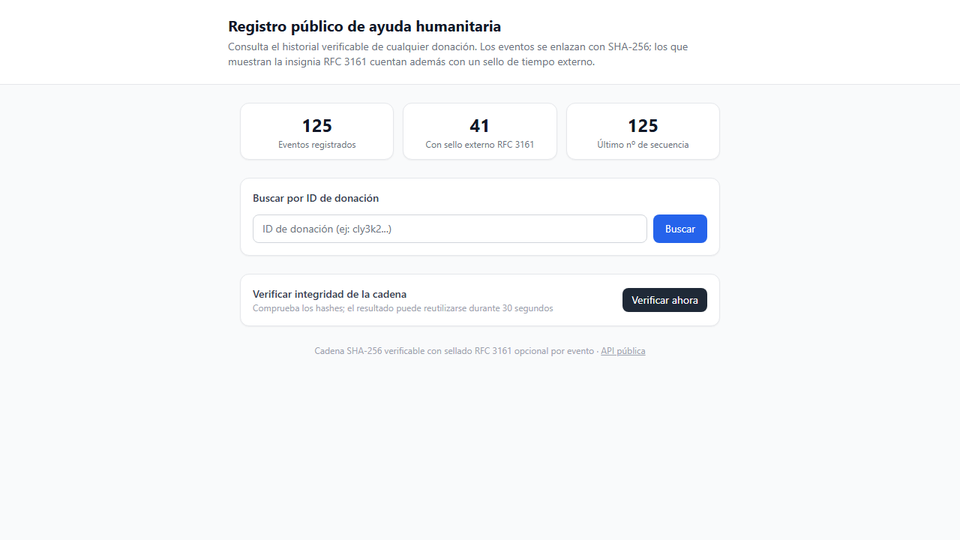 Registro público de ayuda humanitaria
Consulta el historial verificable de cualquier donación. Los eventos se enlazan con SHA-256; los que
muestran la insignia RFC 3161 cuentan además con un sello de tiempo externo.
125
Eventos registrados
41
Con sello externo RFC 3161
125
Último nº de secuencia
Buscar por ID de donación
ID de donación (ej: cly3k2...)
Buscar
Verificar integridad de la cadena
Comprueba los hashes; el resultado puede reutilizarse durante 30 segundos
Verificar ahora
Cadena SHA-256 verificable con sellado RFC 3161 opcional por evento · API pública